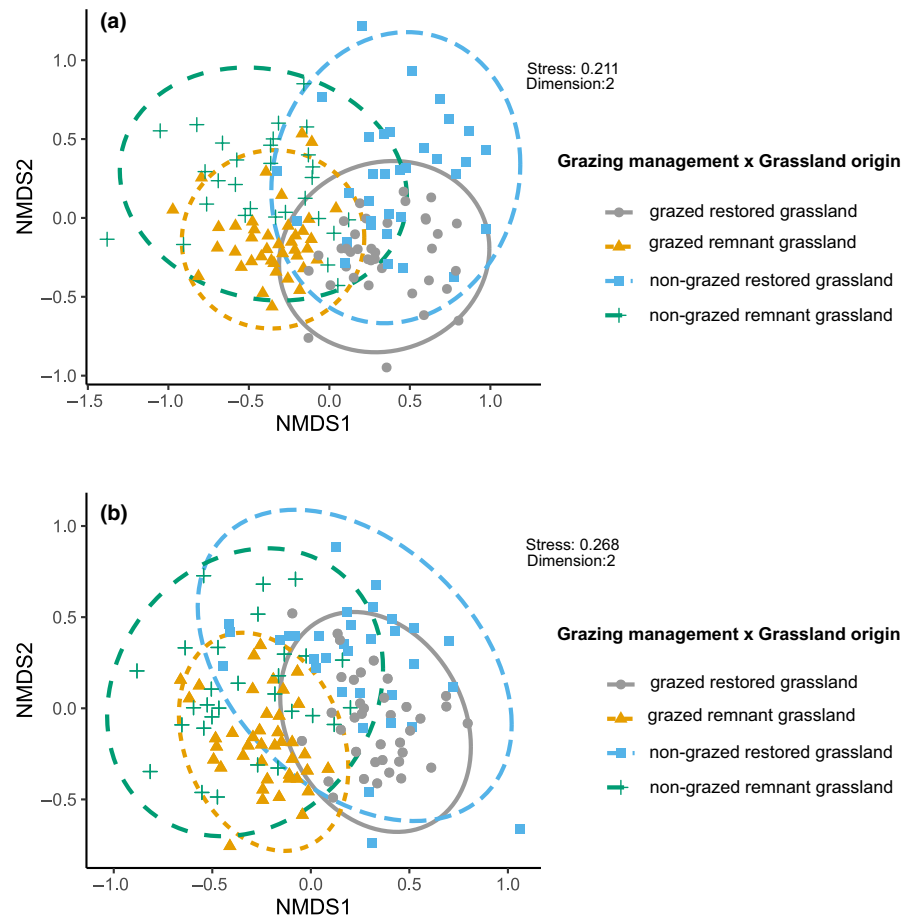 (a)
Stress: 0.211
Dimension:2
NMDS2
1.0
0.5
0.0
−0.5
−1.0
−1.5 −1.0 −0.5 0.0 0.5 1.0
NMDS1
Grazing management x Grassland origin
grazed restored grassland
grazed remnant grassland
non-grazed restored grassland
non-grazed remnant grassland
(b)
Stress: 0.268
Dimension:2
NMDS2
1.0
0.5
0.0
−0.5
−1.0 −0.5 0.0 0.5 1.0
NMDS1
Grazing management x Grassland origin
grazed restored grassland
grazed remnant grassland
non-grazed restored grassland
non-grazed remnant grassland